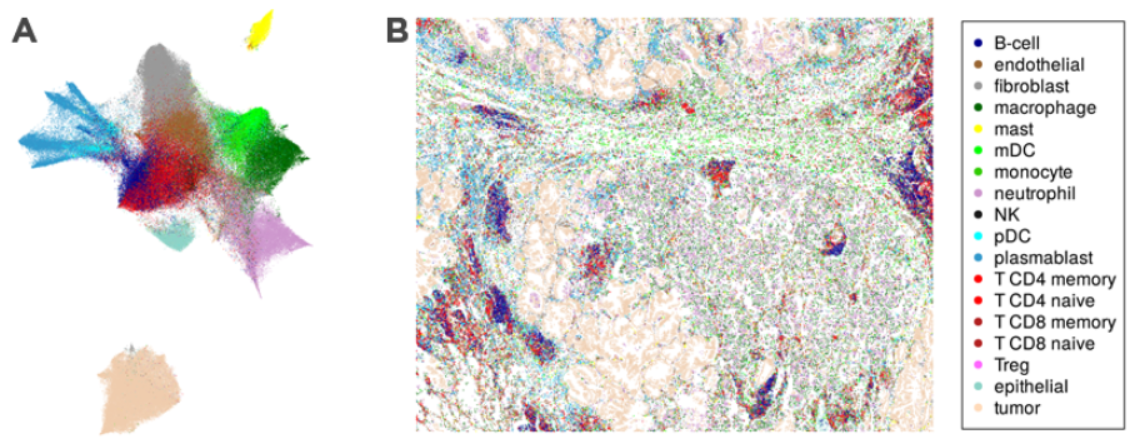 A
B
B-cell
endothelial
fibroblast
macrophage
mast
mDC
monocyte
neutrophil
NK
pDC
plasmablast
T CD4 memory
T CD4 naive
T CD8 memory
T CD8 naive
Treg
epithelial
tumor